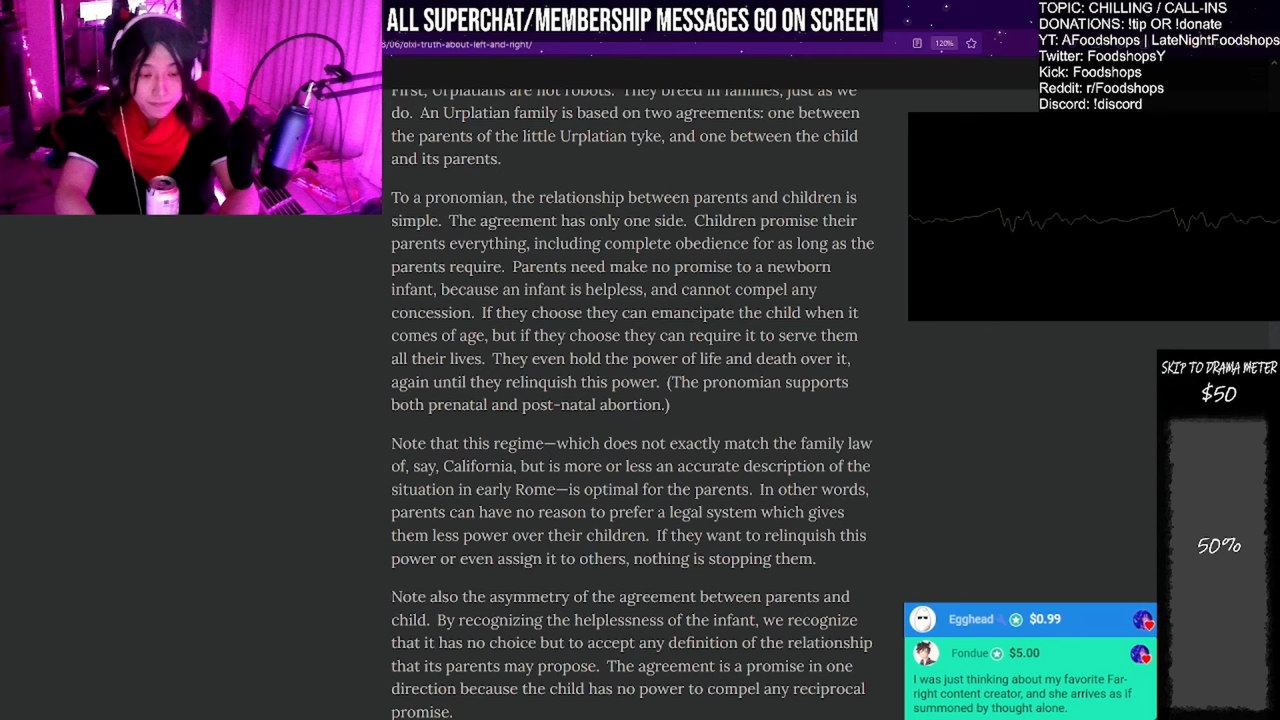 ALL SUPERCHAT/MEMBERSHIP MESSAGES GO ON SCREEN
6/06/olxi-truth-about-left-and-right/
120%
TOPIC: CHILLING / CALL-INS
DONATIONS: !tip OR !donate
YT: AFoodshops | LateNightFoodshops
Twitter: FoodshopsY
Kick: Foodshops
Reddit: r/Foodshops
Discord: !discord
First, Urplatians are not robots. They breed in families, just as we
do. An Urplatian family is based on two agreements: one between
the parents of the little Urplatian tyke, and one between the child
and its parents.
To a pronomian, the relationship between parents and children is
simple. The agreement has only one side. Children promise their
parents everything, including complete obedience for as long as the
parents require. Parents need make no promise to a newborn
infant, because an infant is helpless, and cannot compel any
concession. If they choose they can emancipate the child when it
comes of age, but if they choose they can require it to serve them
all their lives. They even hold the power of life and death over it,
again until they relinquish this power. (The pronomian supports
both prenatal and post-natal abortion.)
Note that this regime—which does not exactly match the family law
of, say, California, but is more or less an accurate description of the
situation in early Rome—is optimal for the parents. In other words,
parents can have no reason to prefer a legal system which gives
them less power over their children. If they want to relinquish this
power or even assign it to others, nothing is stopping them.
Note also the asymmetry of the agreement between parents and
child. By recognizing the helplessness of the infant, we recognize
that it has no choice but to accept any definition of the relationship
that its parents may propose. The agreement is a promise in one
direction because the child has no power to compel any reciprocal
promise.
SKIP TO DRAMA METER
$50
50%
Egghead $0.99
Fondue $5.00
I was just thinking about my favorite Far-
right content creator, and she arrives as if
summoned by thought alone.